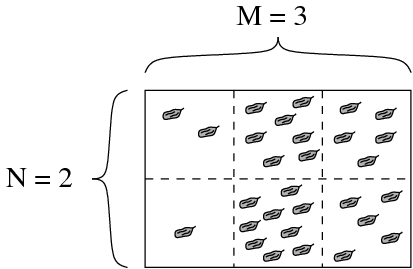 M = 3
N = 2